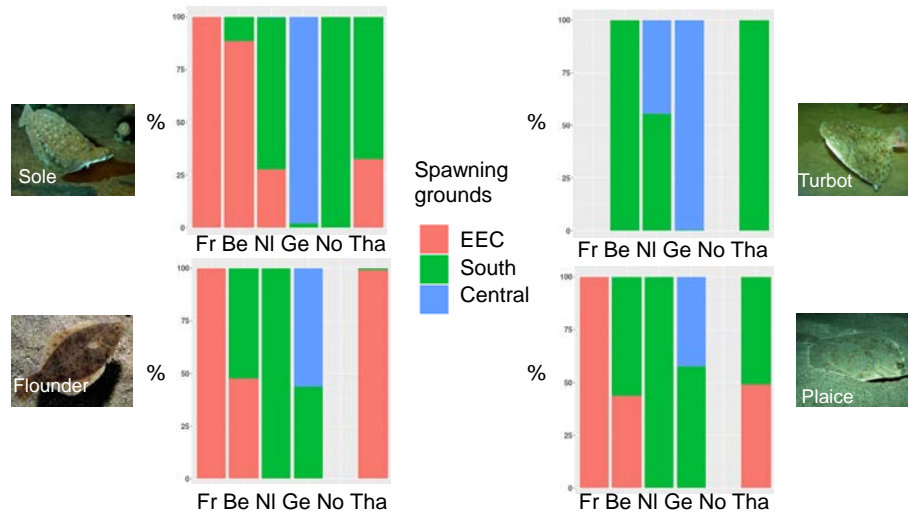 100
75
50
25
0
%
Sole
Fr Be Nl Ge No Tha
100
75
50
25
0
%
Turbot
Fr Be Nl Ge No Tha
Spawning
grounds
EEC
South
Central
100
75
50
25
0
%
Flounder
Fr Be Nl Ge No Tha
100
75
50
25
0
%
Plaice
Fr Be Nl Ge No Tha